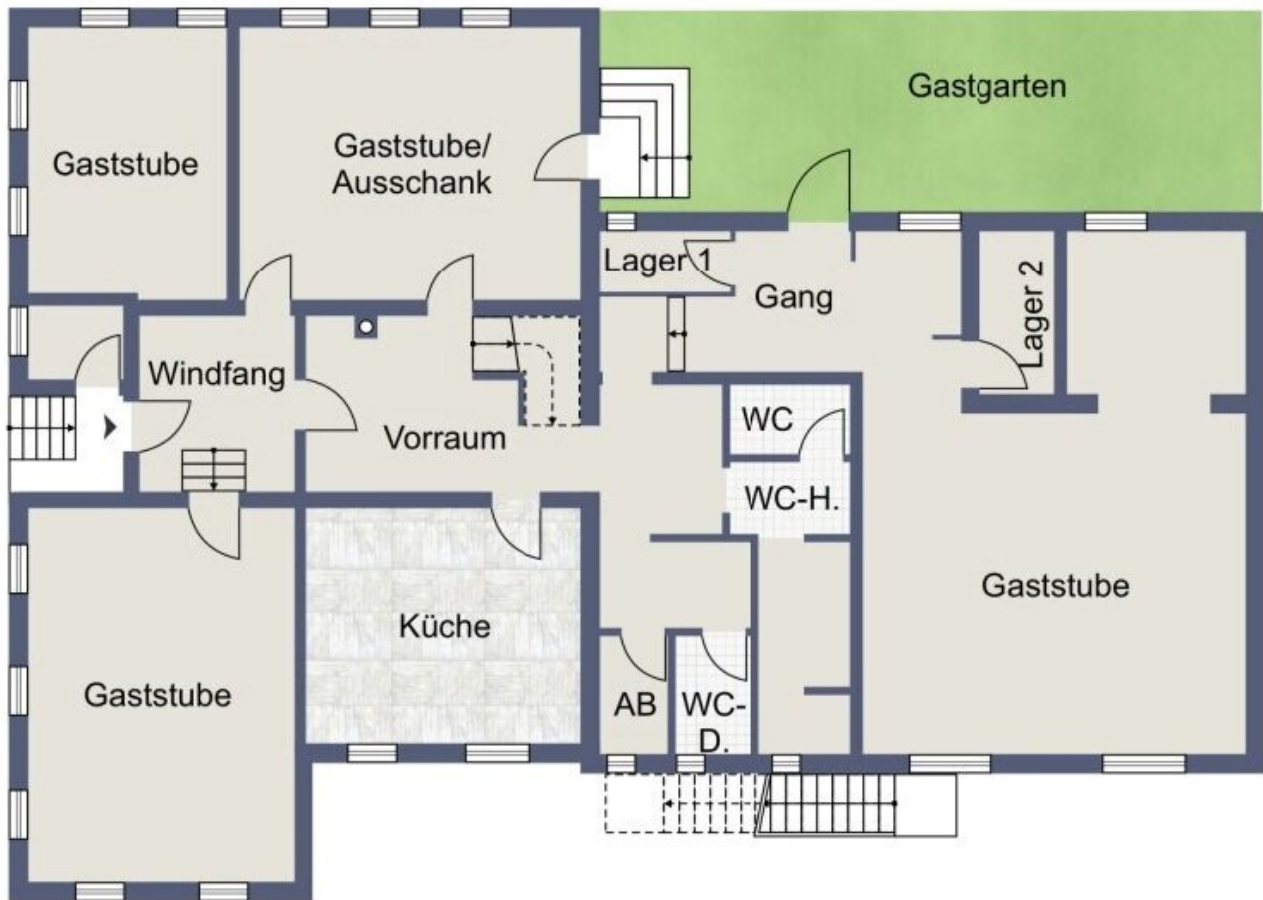 Gastgarten
Gaststube
Gaststube/
Ausschank
Lager 1
Gang
Lager 2
Windfang
Vorraum
WC
WC-H.
Gaststube
Küche
Gaststube
AB
WC-
D.